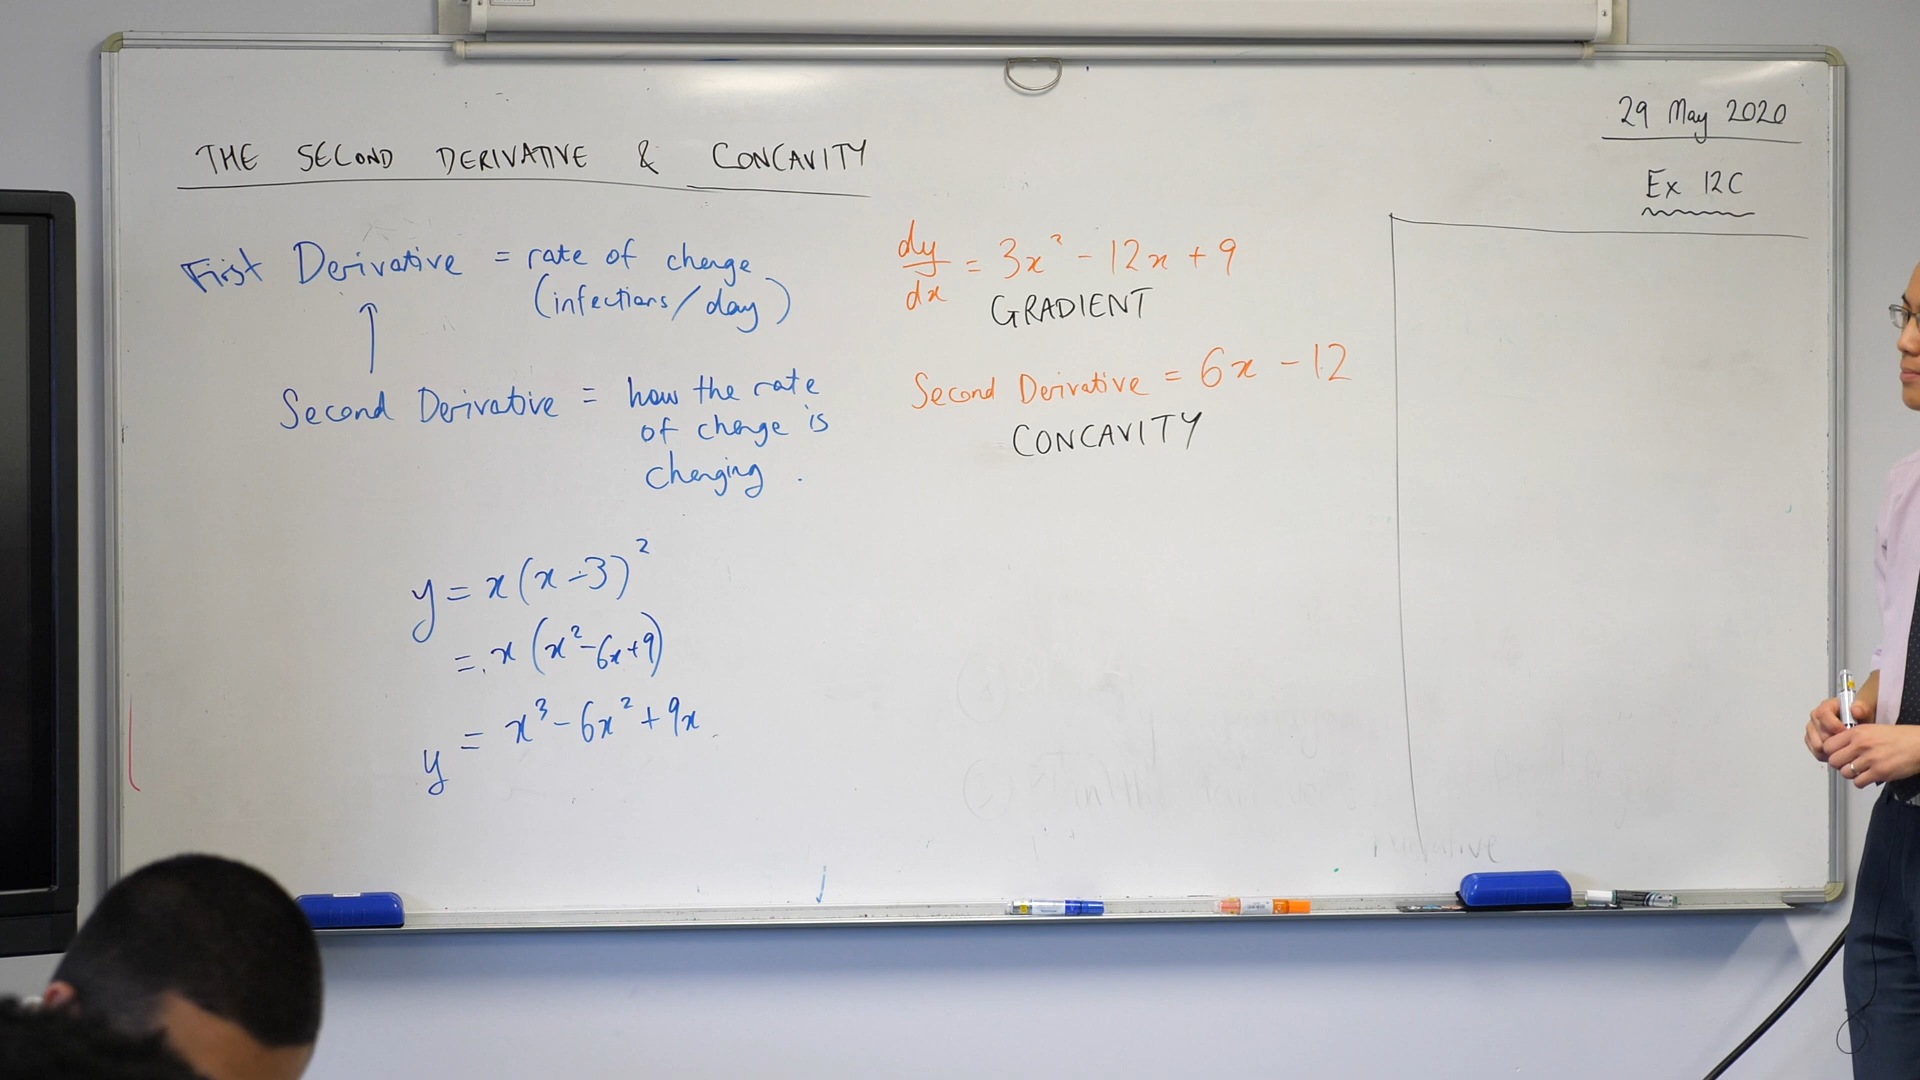 29 May 2020
Ex 12C
THE SECOND DERIVATIVE & CONCAVITY
First Derivative = rate of change
(infections/day)
Second Derivative = how the rate
of change is
changing.
y = x(x-3)²
= x(x²-6x+9)
y = x³-6x²+9x
dy/dx = 3x²-12x+9
GRADIENT
Second Derivative = 6x-12
CONCAVITY